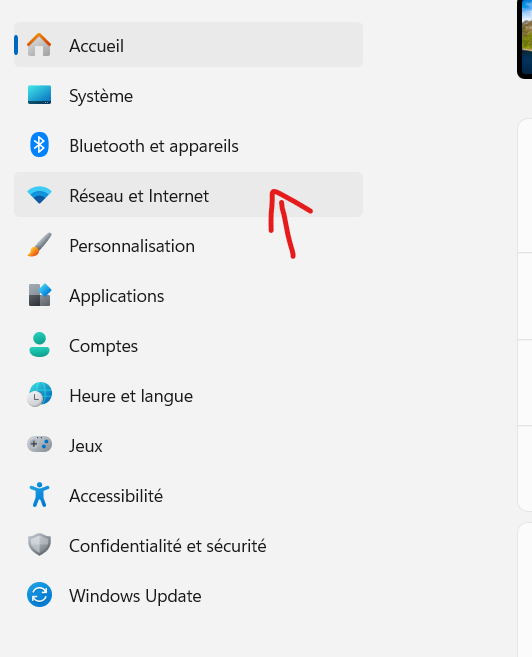 Accueil
Système
Bluetooth et appareils
Réseau et Internet
Personnalisation
Applications
Comptes
Heure et langue
Jeux
Accessibilité
Confidentialité et sécurité
Windows Update